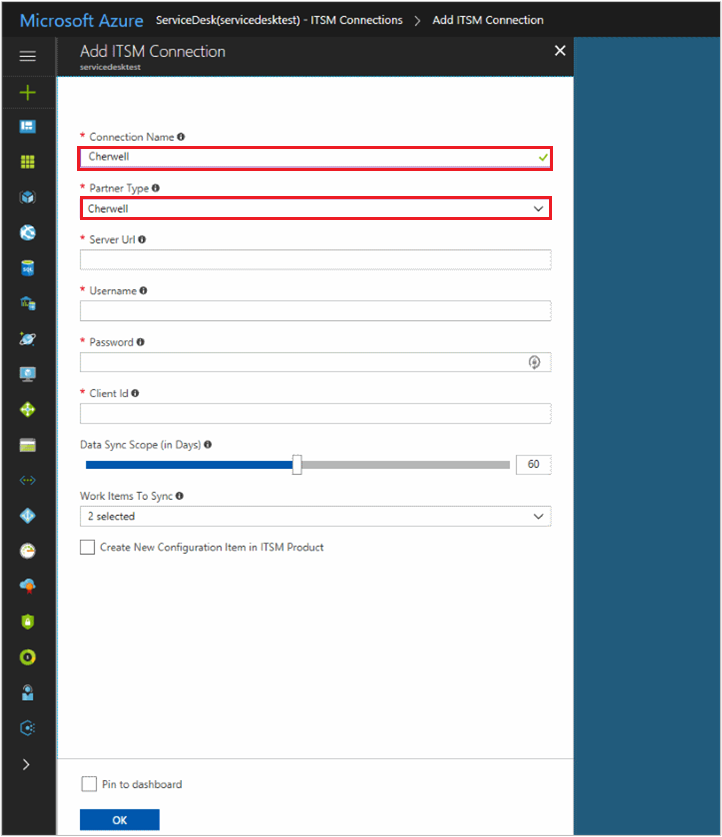 Microsoft Azure ServiceDesk(servicedesktest) - ITSM Connections > Add ITSM Connection
Add ITSM Connection
servicedesktest
* Connection Name
Cherwell
* Partner Type
Cherwell
* Server Url
* Username
* Password
* Client Id
Data Sync Scope (in Days)
60
Work Items To Sync
2 selected
Create New Configuration Item in ITSM Product
Pin to dashboard
OK